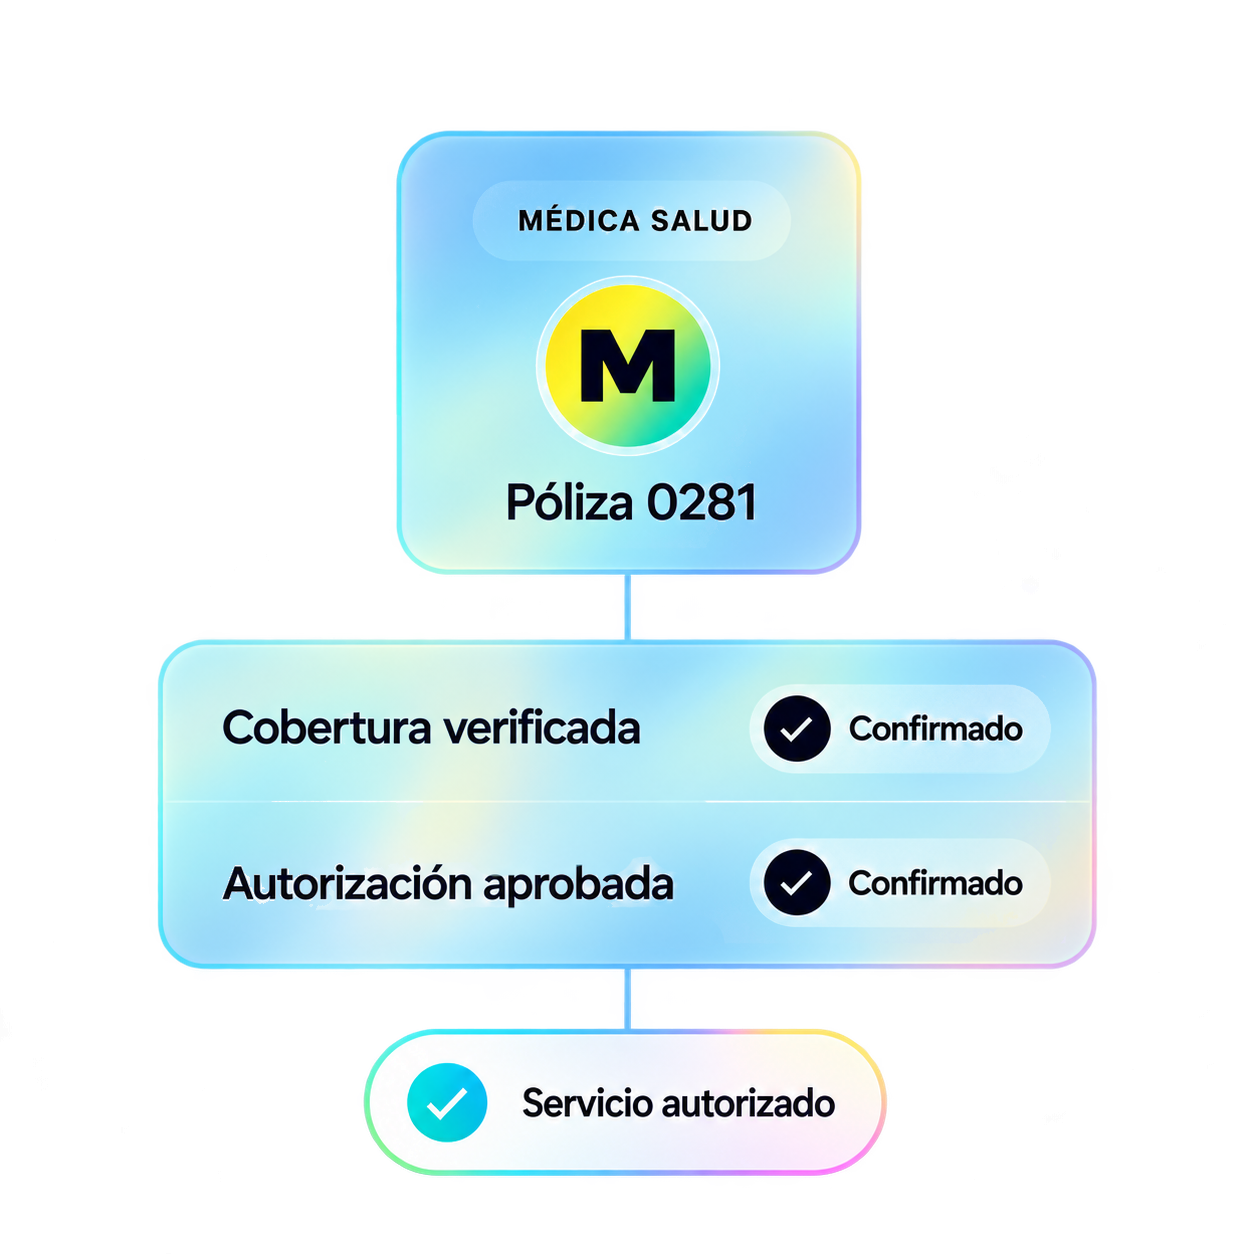 MÉDICA SALUD
M
Póliza 0281
Cobertura verificada
Confirmado
Autorización aprobada
Confirmado
Servicio autorizado